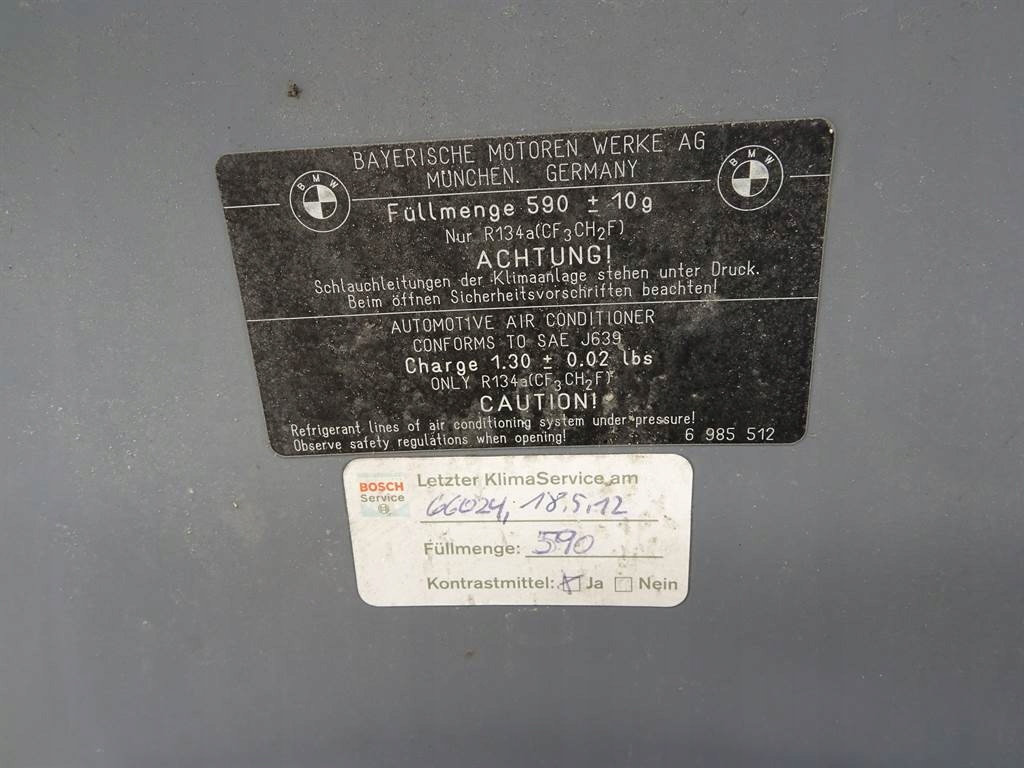 BAYERISCHE MOTOREN WERKE AG
MÜNCHEN. GERMANY
BMW
BMW
Füllmenge 590 ± 10g
Nur R134a(CF3CH2F)
ACHTUNG!
Schlauchleitungen der Klimaanlage stehen unter Druck.
Beim öffnen Sicherheitsvorschriften beachten!
AUTOMOTIVE AIR CONDITIONER
CONFORMS TO SAE J639
Charge 1.30 ± 0.02 lbs
ONLY R134a(CF3CH2F)
CAUTION!
Refrigerant lines of air conditioning system under pressure!
Observe safety regulations when opening!
6 985 512
BOSCH
Service
Letzter KlimaService am
66024, 18.5.12
Füllmenge: 590
Kontrastmittel: ☒ Ja ☐ Nein